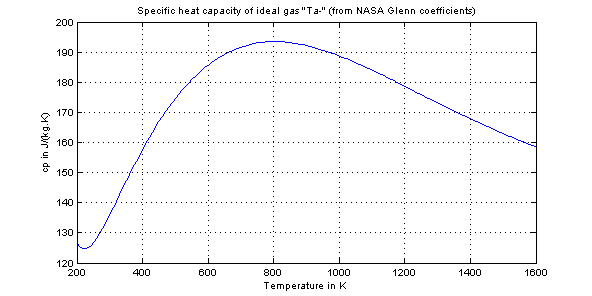 Specific heat capacity of ideal gas "Ta-" (from NASA Glenn coefficients)
200
190
180
170
160
150
140
130
120
cp in J/(kg.K)
200 400 600 800 1000 1200 1400 1600
Temperature in K